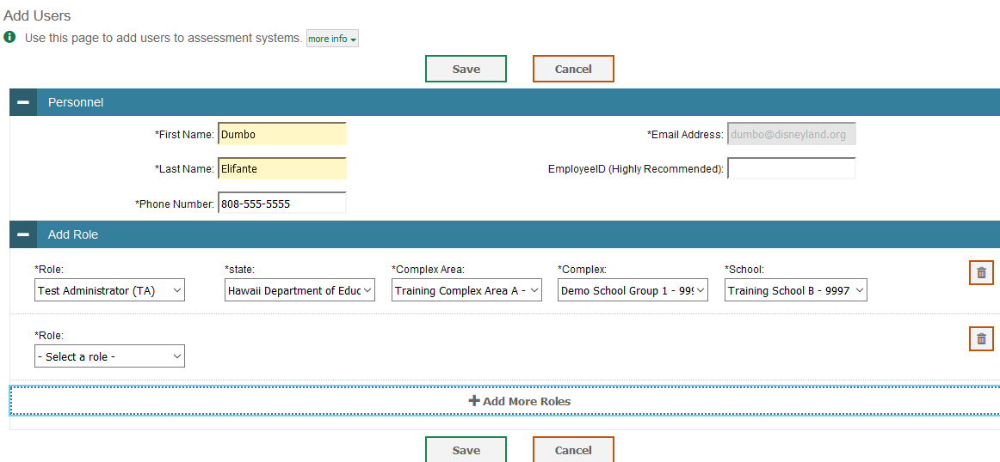 Add Users
Use this page to add users to assessment systems. more info
Save Cancel
Personnel
*First Name: Dumbo *Email Address: dumbo@disneyland.org
*Last Name: Elifante EmployeeID (Highly Recommended):
*Phone Number: 808-555-5555
Add Role
*Role: *state: *Complex Area: *Complex: *School:
Test Administrator (TA) Hawaii Department of Educ Training Complex Area A - Demo School Group 1 - 999 Training School B - 9997
*Role:
- Select a role -
Add More Roles
Save Cancel